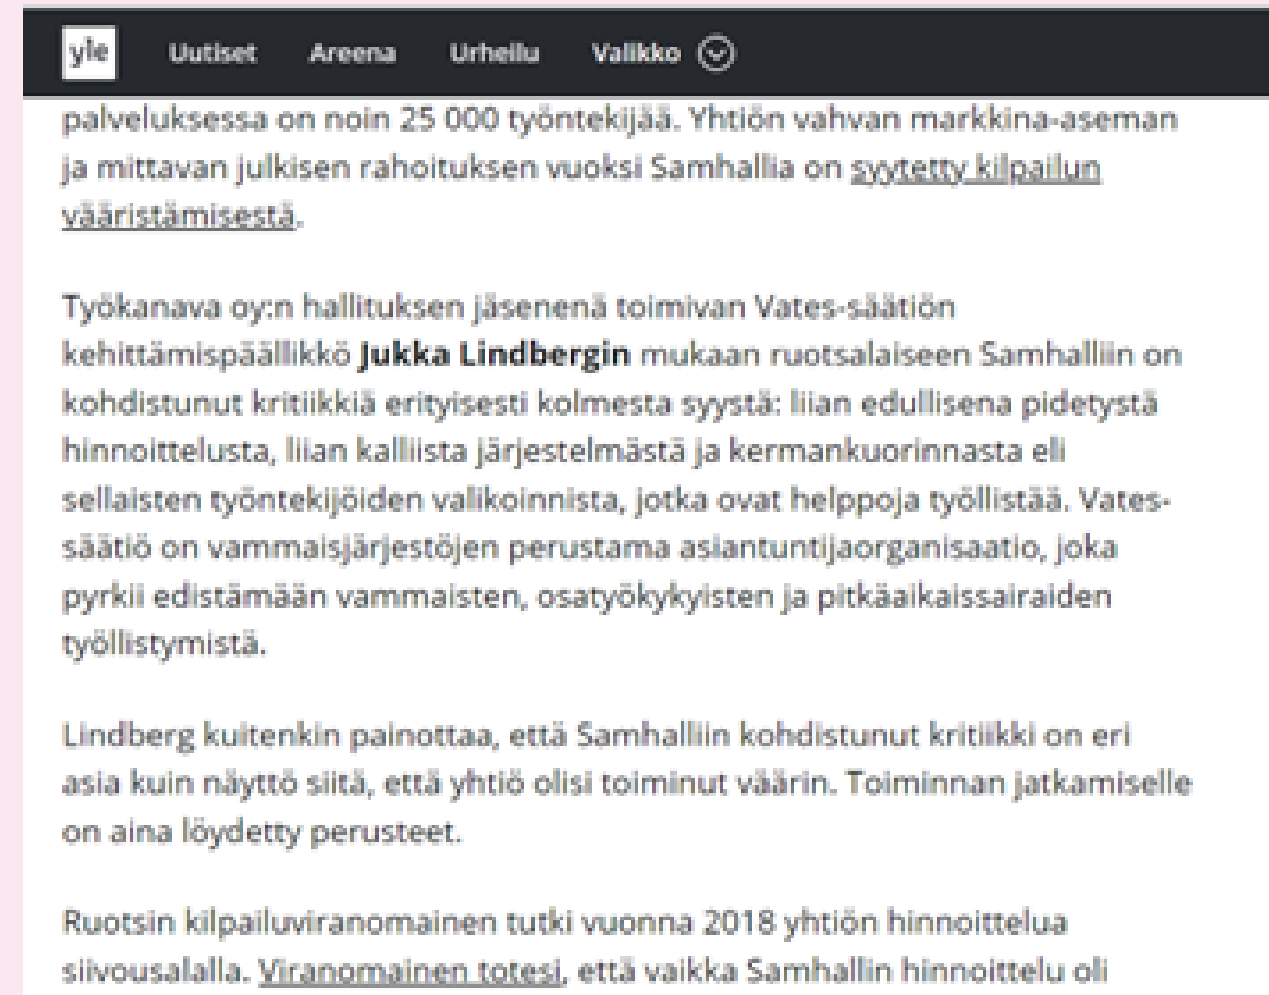 yle Uutiset Areena Urheilu Valikko
palveluksessa on noin 25 000 työntekijää. Yhtiön vahvan markkina-aseman
ja mittavan julkisen rahoituksen vuoksi Samhallia on syytetty kilpailun
vääristämisestä.
Työkanava oy:n hallituksen jäsenenä toimivan Vates-säätiön
kehittämispäällikkö Jukka Lindbergin mukaan ruotsalaiseen Samhalliin on
kohdistunut kritiikkiä erityisesti kolmesta syystä: liian edullisena pidetystä
hinnoittelusta, liian kalliista järjestelmästä ja kermankuorinnasta eli
sellaisten työntekijöiden valikoinnista, jotka ovat helppoja työllistää. Vates-
säätiö on vammaisjärjestöjen perustama asiantuntijaorganisaatio, joka
pyrkii edistämään vammaisten, osatyökykyisten ja pitkäaikaissairaiden
työllistymistä.
Lindberg kuitenkin painottaa, että Samhalliin kohdistunut kritiikki on eri
asia kuin näyttö siitä, että yhtiö olisi toiminut väärin. Toiminnan jatkamiselle
on aina löydetty perusteet.
Ruotsin kilpailuviranomainen tutki vuonna 2018 yhtiön hinnoittelua
siivousalalla. Viranomainen totesi, että vaikka Samhallin hinnoittelu oli